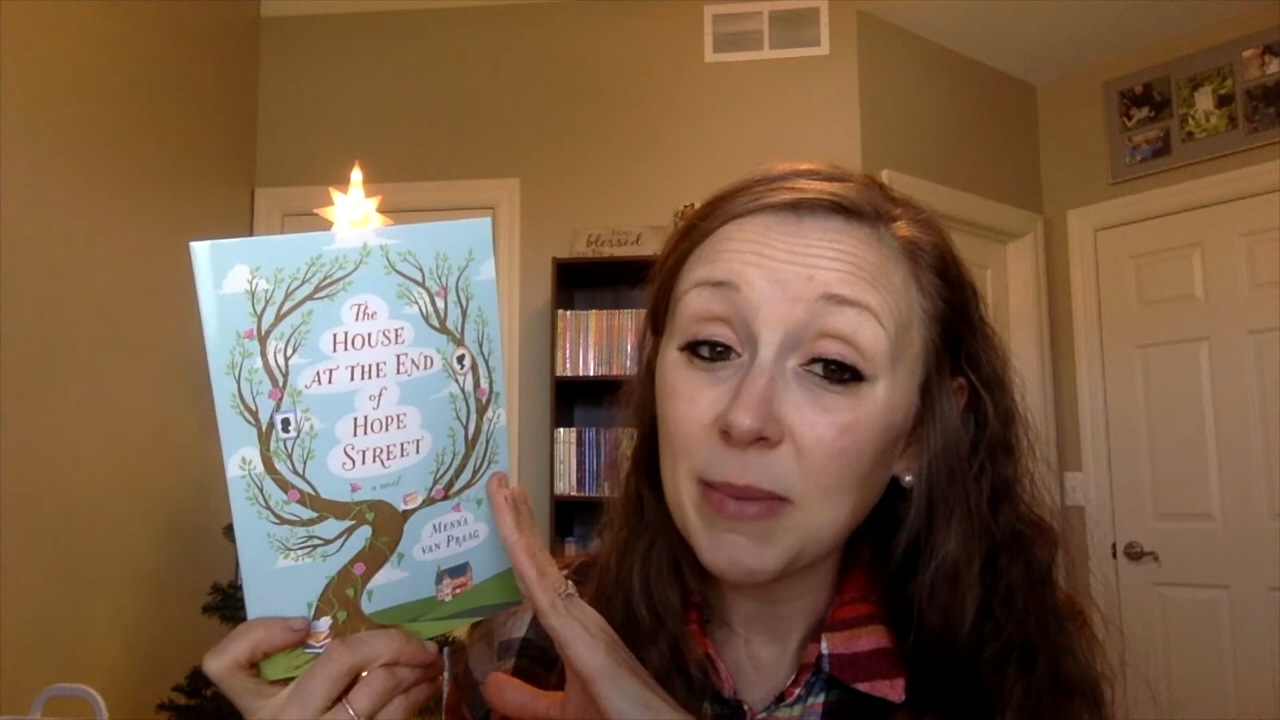 blessed
The
HOUSE
AT THE END
of
HOPE
STREET
a novel
MENNA
VAN PRAAG